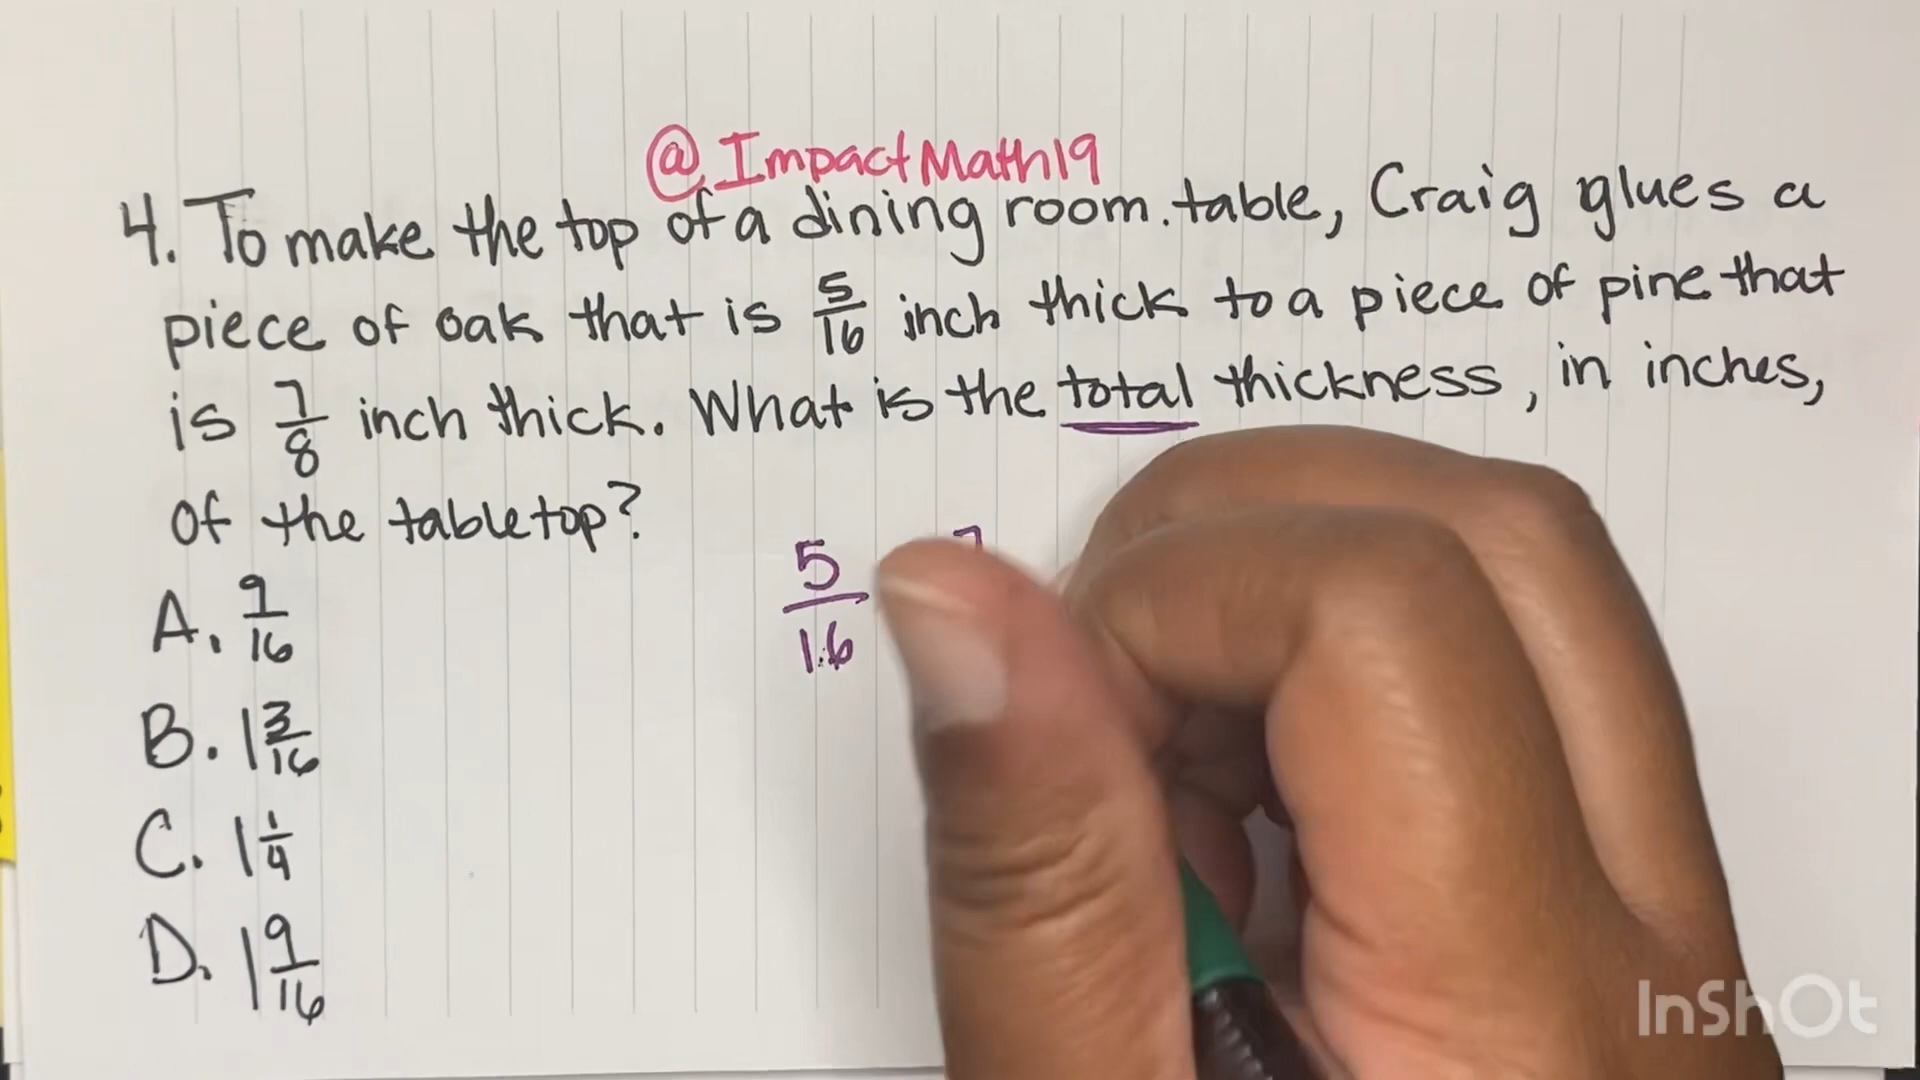 @ImpactMath19
4. To make the top of a dining room table, Craig glues a
piece of oak that is 5/16 inch thick to a piece of pine that
is 7/8 inch thick. What is the total thickness, in inches,
of the tabletop?
5/16
A. 9/16
B. 1 3/16
C. 1 1/4
D. 1 9/16
InShOt